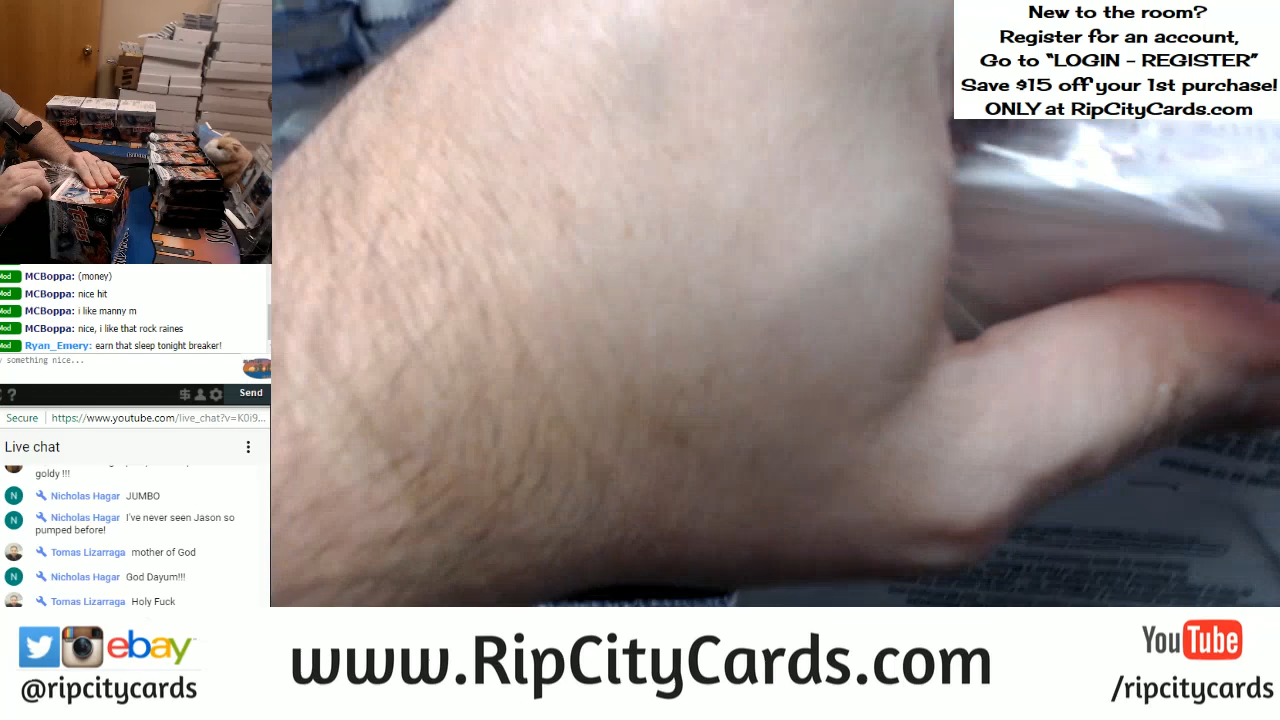 New to the room?
Register for an account,
Go to “LOGIN - REGISTER”
Save $15 off your 1st purchase!
ONLY at RipCityCards.com
MCBoppa: (money)
MCBoppa: nice hit
MCBoppa: i like manny m
MCBoppa: nice, i like that rock raines
Ryan_Emery: earn that sleep tonight breaker!
something nice...
?
Send
Secure https://www.youtube.com/live_chat?v=K0i9...
Live chat
goldy !!!
N Nicholas Hagar JUMBO
N Nicholas Hagar I've never seen Jason so
pumped before!
Tomas Lizarraga mother of God
N Nicholas Hagar God Dayum!!!
Tomas Lizarraga Holy Fuck
ebay
@ripcitycards
www.RipCityCards.com
YouTube
/ripcitycards